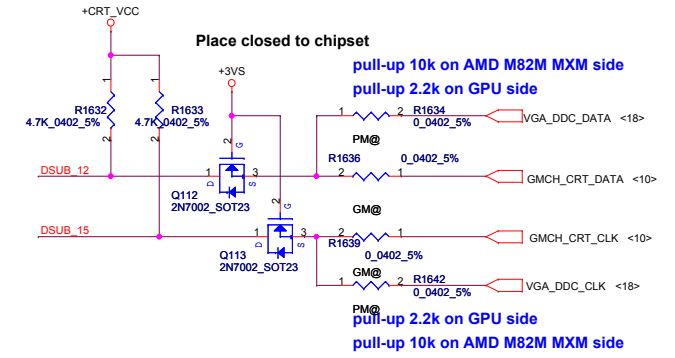 +CRT_VCC
Place closed to chipset
pull-up 10k on AMD M82M MXM side
+3VS
pull-up 2.2k on GPU side
1 1
R1632 R1633
4.7K_0402_5% 4.7K_0402_5%
2 2
1 2 R1634
0_0402_5%
VGA_DDC_DATA <18>
PM@
2 G
R1636 0_0402_5%
DSUB_12
1 3 2 1
D S
GMCH_CRT_DATA <10>
Q112
2N7002_SOT23
GM@
2 G
DSUB_15
1 3 2 1
D S
R1639
GMCH_CRT_CLK <10>
0_0402_5%
Q113
2N7002_SOT23
GM@
1 2 R1642
0_0402_5%
VGA_DDC_CLK <18>
PM@
pull-up 2.2k on GPU side
pull-up 10k on AMD M82M MXM side